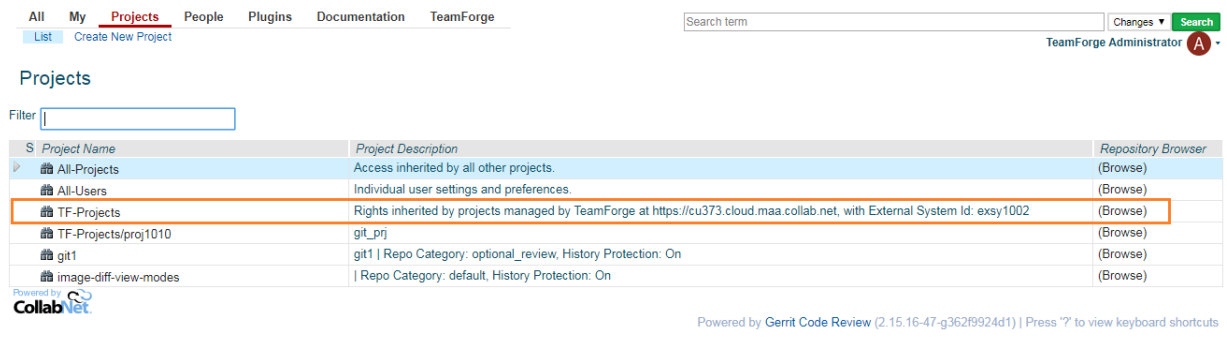 All My Projects People Plugins Documentation TeamForge
Search term Changes ▼ Search
List Create New Project
TeamForge Administrator A
Projects
Filter
S Project Name Project Description Repository Browser
All-Projects Access inherited by all other projects. (Browse)
All-Users Individual user settings and preferences. (Browse)
TF-Projects Rights inherited by projects managed by TeamForge at https://cu373.cloud.maa.collab.net, with External System Id: exsy1002 (Browse)
TF-Projects/proj1010 git_prj (Browse)
git1 git1 | Repo Category: optional_review, History Protection: On (Browse)
image-diff-view-modes | Repo Category: default, History Protection: On (Browse)
Powered by
CollabNet
Powered by Gerrit Code Review (2.15.16-47-g362f9924d1) | Press '?' to view keyboard shortcuts